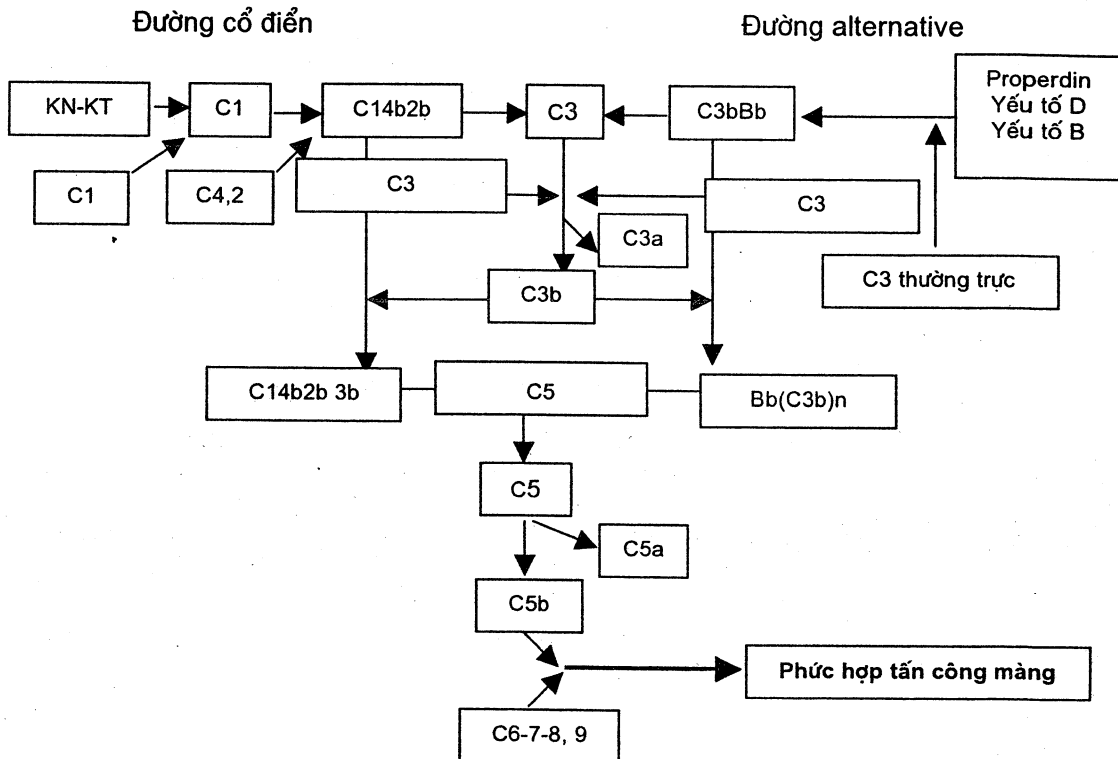 Đường cổ điển
Đường alternative
KN-KT
C1
C14b2b
C3
C3bBb
Properdin
Yếu tố D
Yếu tố B
C1
C4,2
C3
C3
C3a
C3b
C3 thường trực
C14b2b 3b
C5
Bb(C3b)n
C5
C5a
C5b
Phức hợp tấn công màng
C6-7-8, 9